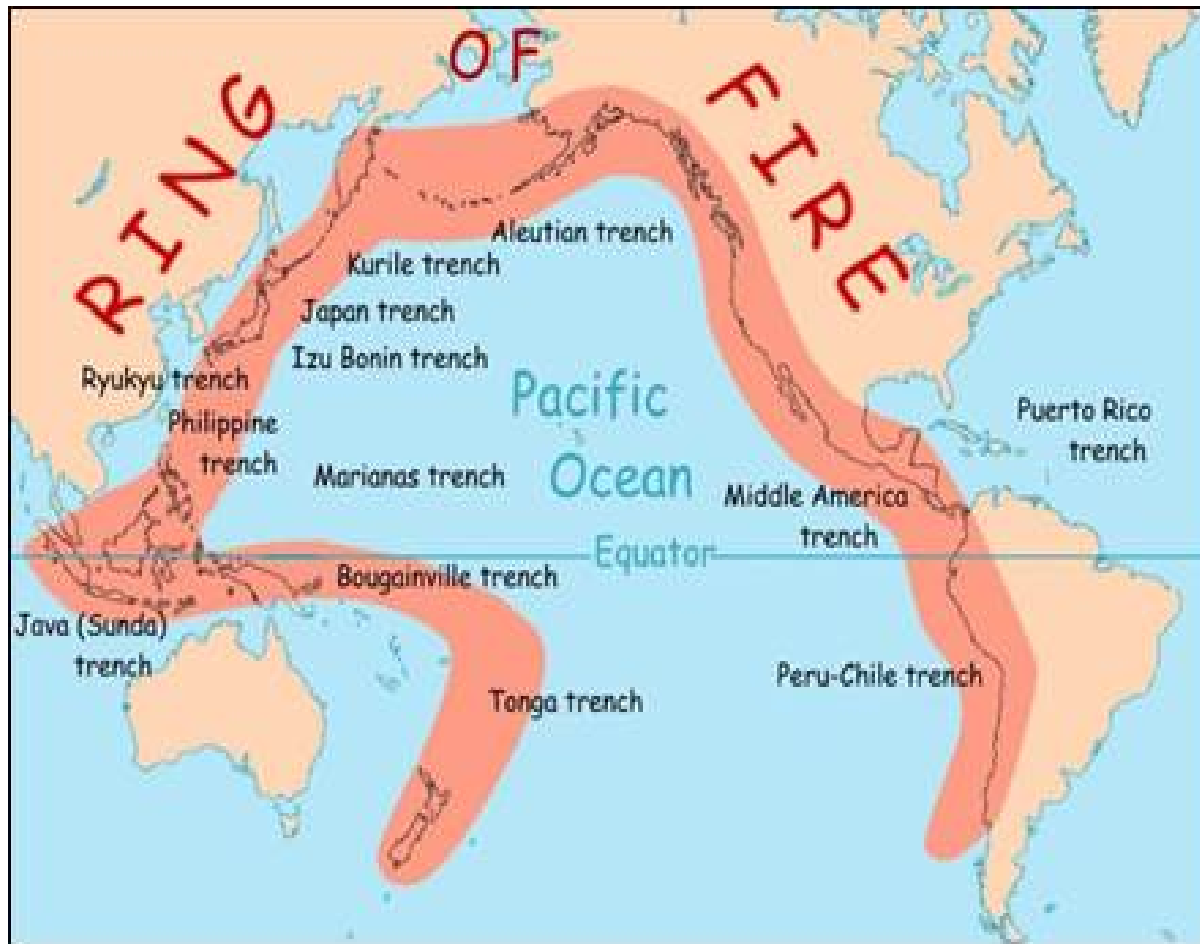 RING OF FIRE
Aleutian trench
Kurile trench
Japan trench
Izu Bonin trench
Ryukyu trench
Philippine
trench
Marianas trench
Pacific
Ocean
Puerto Rico
trench
Middle America
trench
Equator
Bougainville trench
Java (Sunda)
trench
Peru-Chile trench
Tonga trench